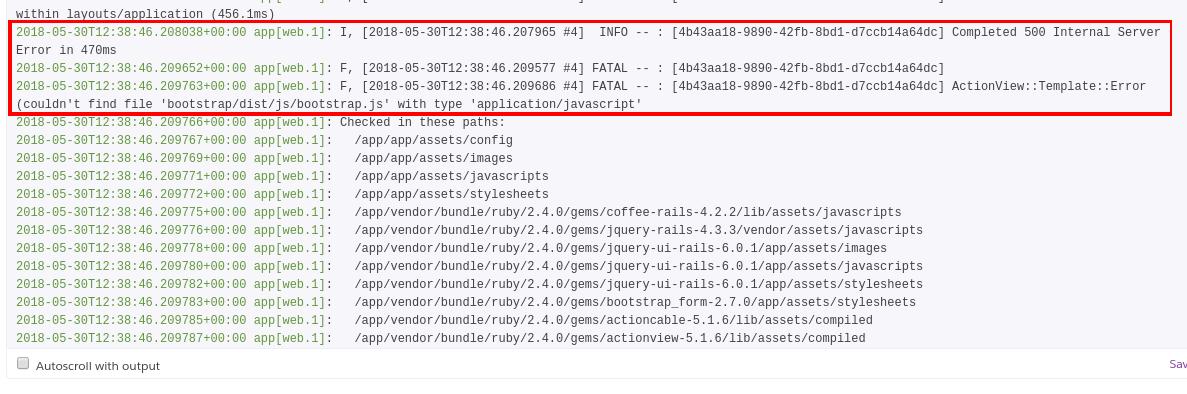 within layouts/application (456.1ms)
2018-05-30T12:38:46.208038+00:00 app[web.1]: I, [2018-05-30T12:38:46.207965 #4]  INFO -- : [4b43aa18-9890-42fb-8bd1-d7ccb14a64dc] Completed 500 Internal Server
Error in 470ms
2018-05-30T12:38:46.209652+00:00 app[web.1]: F, [2018-05-30T12:38:46.209577 #4] FATAL -- : [4b43aa18-9890-42fb-8bd1-d7ccb14a64dc]
2018-05-30T12:38:46.209763+00:00 app[web.1]: F, [2018-05-30T12:38:46.209686 #4] FATAL -- : [4b43aa18-9890-42fb-8bd1-d7ccb14a64dc] ActionView::Template::Error
(couldn't find file 'bootstrap/dist/js/bootstrap.js' with type 'application/javascript'
2018-05-30T12:38:46.209766+00:00 app[web.1]: Checked in these paths:
2018-05-30T12:38:46.209767+00:00 app[web.1]:   /app/app/assets/config
2018-05-30T12:38:46.209769+00:00 app[web.1]:   /app/app/assets/images
2018-05-30T12:38:46.209771+00:00 app[web.1]:   /app/app/assets/javascripts
2018-05-30T12:38:46.209772+00:00 app[web.1]:   /app/app/assets/stylesheets
2018-05-30T12:38:46.209775+00:00 app[web.1]:   /app/vendor/bundle/ruby/2.4.0/gems/coffee-rails-4.2.2/lib/assets/javascripts
2018-05-30T12:38:46.209776+00:00 app[web.1]:   /app/vendor/bundle/ruby/2.4.0/gems/jquery-rails-4.3.3/vendor/assets/javascripts
2018-05-30T12:38:46.209778+00:00 app[web.1]:   /app/vendor/bundle/ruby/2.4.0/gems/jquery-ui-rails-6.0.1/app/assets/images
2018-05-30T12:38:46.209780+00:00 app[web.1]:   /app/vendor/bundle/ruby/2.4.0/gems/jquery-ui-rails-6.0.1/app/assets/javascripts
2018-05-30T12:38:46.209782+00:00 app[web.1]:   /app/vendor/bundle/ruby/2.4.0/gems/jquery-ui-rails-6.0.1/app/assets/stylesheets
2018-05-30T12:38:46.209783+00:00 app[web.1]:   /app/vendor/bundle/ruby/2.4.0/gems/bootstrap_form-2.7.0/app/assets/stylesheets
2018-05-30T12:38:46.209785+00:00 app[web.1]:   /app/vendor/bundle/ruby/2.4.0/gems/actioncable-5.1.6/lib/assets/compiled
2018-05-30T12:38:46.209787+00:00 app[web.1]:   /app/vendor/bundle/ruby/2.4.0/gems/actionview-5.1.6/lib/assets/compiled
Autoscroll with output
Sav